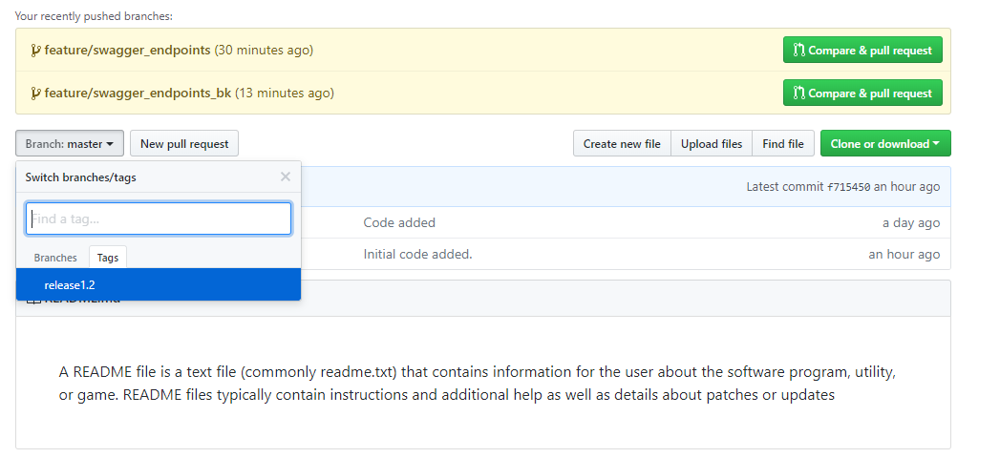 Your recently pushed branches:
feature/swagger_endpoints (30 minutes ago) Compare & pull request
feature/swagger_endpoints_bk (13 minutes ago) Compare & pull request
Branch: master New pull request Create new file Upload files Find file Clone or download
Switch branches/tags
Latest commit f715450 an hour ago
Find a tag...
Code added a day ago
Branches Tags Initial code added. an hour ago
release1.2
README.md
A README file is a text file (commonly readme.txt) that contains information for the user about the software program, utility,
or game. README files typically contain instructions and additional help as well as details about patches or updates